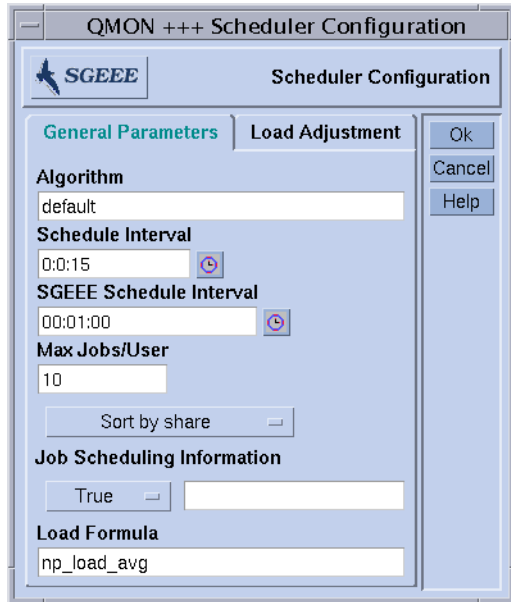 QMON +++ Scheduler Configuration
SGEEE Scheduler Configuration
General Parameters Load Adjustment
Ok
Cancel
Help
Algorithm
default
Schedule Interval
0:0:15
SGEEE Schedule Interval
00:01:00
Max Jobs/User
10
Sort by share
Job Scheduling Information
True
Load Formula
np_load_avg